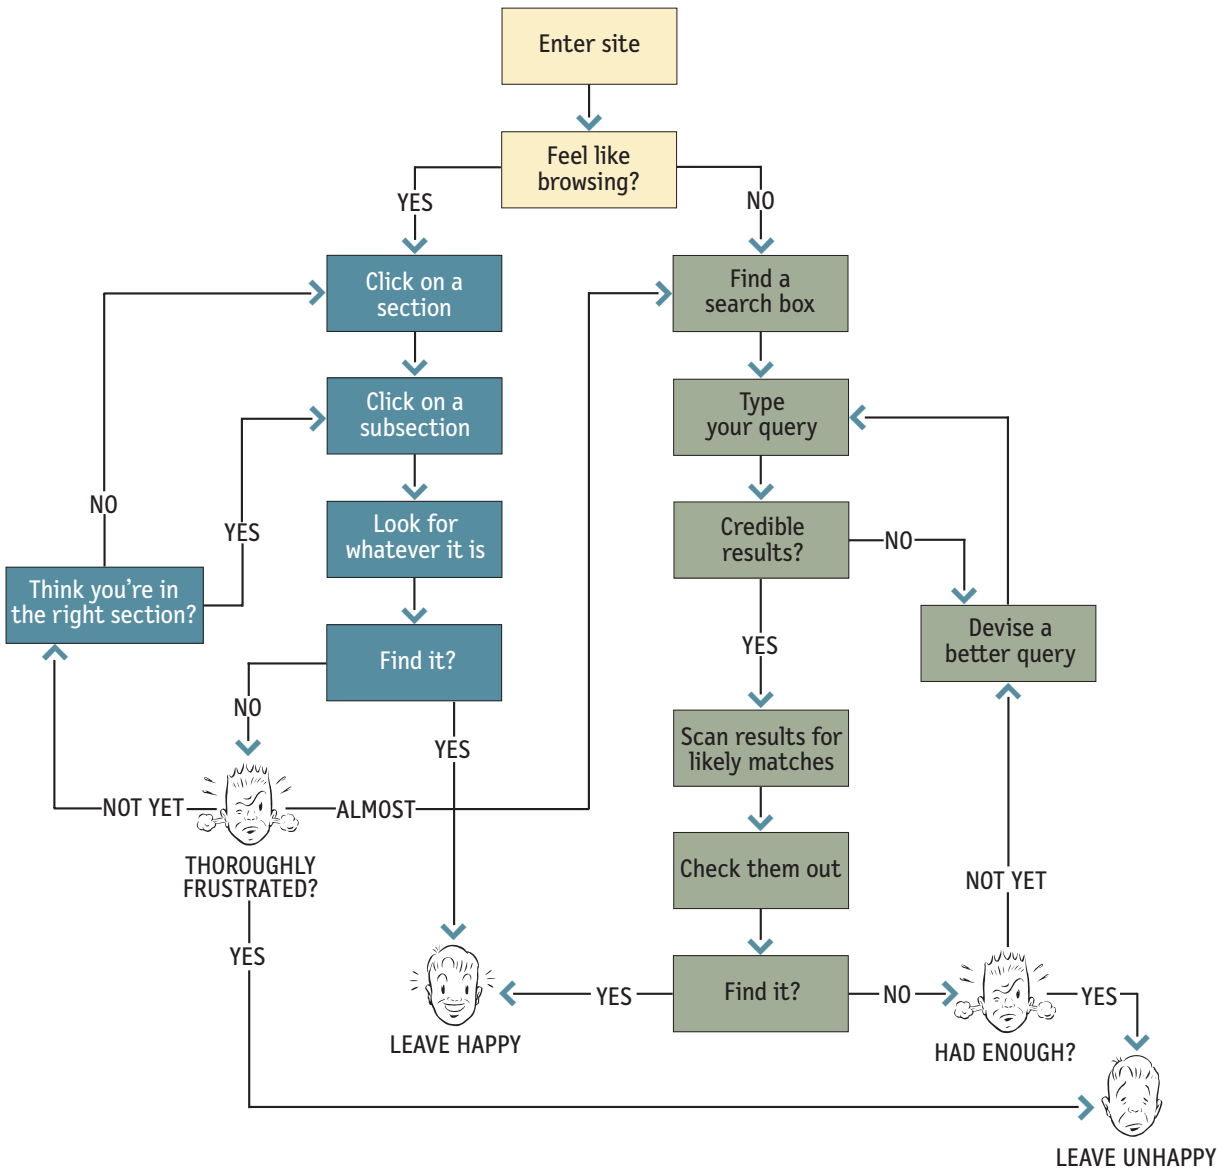 Enter site
Feel like
browsing?
YES
NO
Click on a
section
Find a
search box
Click on a
subsection
Type
your query
NO
YES
Look for
whatever it is
Credible
results?
NO
Think you're in
the right section?
Find it?
YES
Devise a
better query
NO
YES
Scan results for
likely matches
NOT YET
ALMOST
THOROUGHLY
FRUSTRATED?
Check them out
NOT YET
YES
YES
Find it?
NO
YES
LEAVE HAPPY
HAD ENOUGH?
LEAVE UNHAPPY